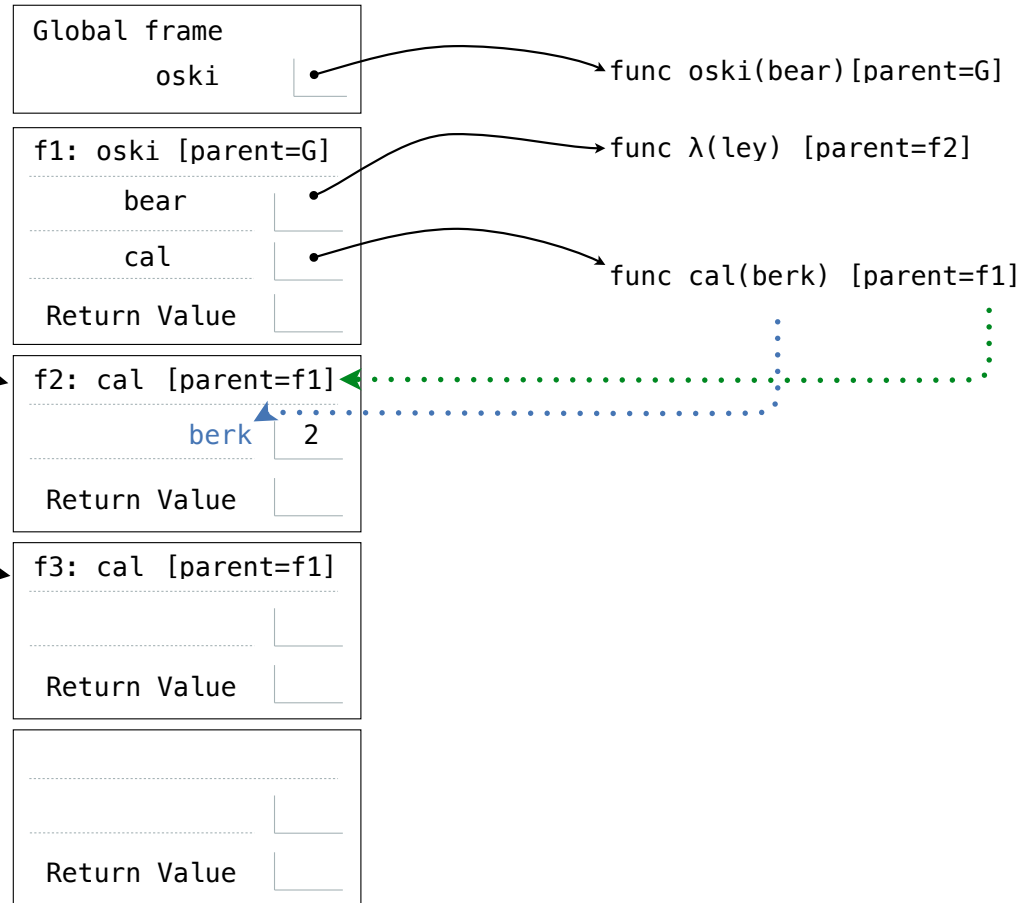 Global frame
oski
func oski(bear)[parent=G]
f1: oski [parent=G]
func λ(ley) [parent=f2]
bear
cal
func cal(berk) [parent=f1]
Return Value
f2: cal [parent=f1]
berk 2
Return Value
f3: cal [parent=f1]
Return Value
Return Value